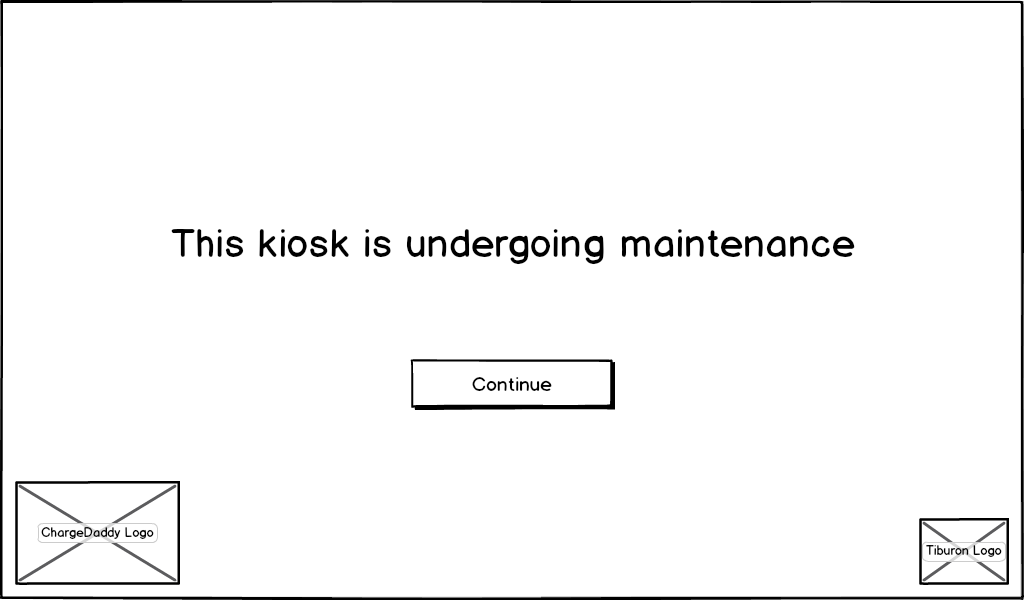 This kiosk is undergoing maintenance
Continue
ChargeDaddy Logo
Tiburon Logo